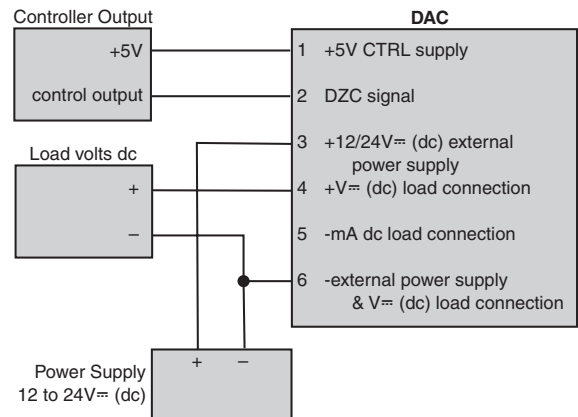 Controller Output
+5V
control output
Load volts dc
+
–
Power Supply
12 to 24V⎓ (dc)
+ –
DAC
1 +5V CTRL supply
2 DZC signal
3 +12/24V⎓ (dc) external
power supply
4 +V⎓ (dc) load connection
5 -mA dc load connection
6 -external power supply
& V⎓ (dc) load connection